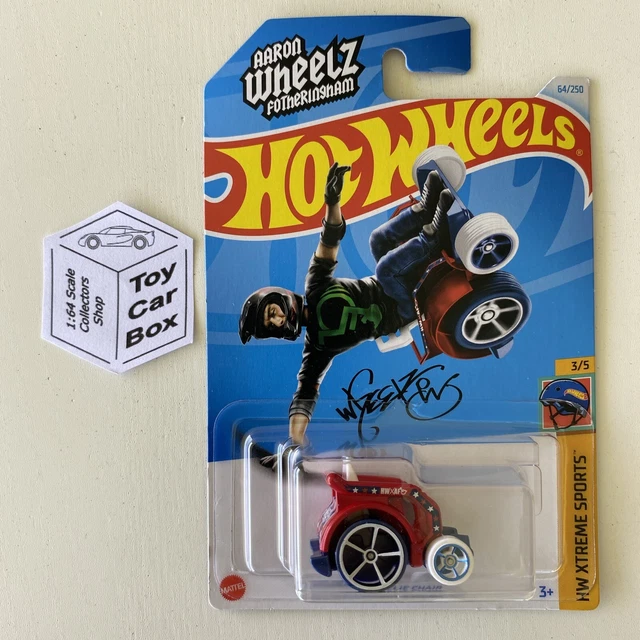 AARON
WHEELZ
FOTHERINGHAM
64/250
HOT WHEELS
®
Toy
Car
Box
1:64 Scale
Collectors
Shop
3/5
HW XTREME SPORTS
MATTEL
3+